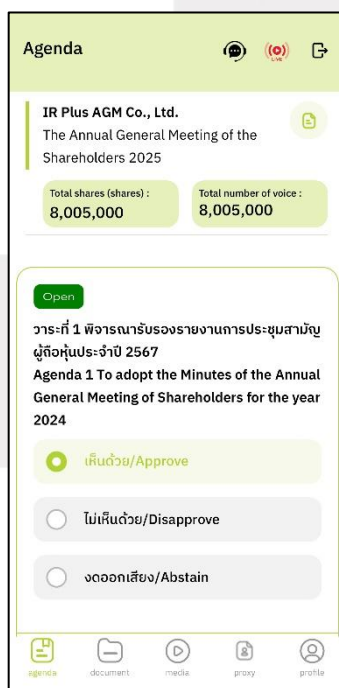 Agenda
LIVE
IR Plus AGM Co., Ltd.
The Annual General Meeting of the
Shareholders 2025
Total shares (shares) :
8,005,000
Total number of voice :
8,005,000
Open
วาระที่ 1 พิจารณารับรองรายงานการประชุมสามัญ
ผู้ถือหุ้นประจำปี 2567
Agenda 1 To adopt the Minutes of the Annual
General Meeting of Shareholders for the year
2024
เห็นด้วย/Approve
ไม่เห็นด้วย/Disapprove
งดออกเสียง/Abstain
agenda
document
media
proxy
profile